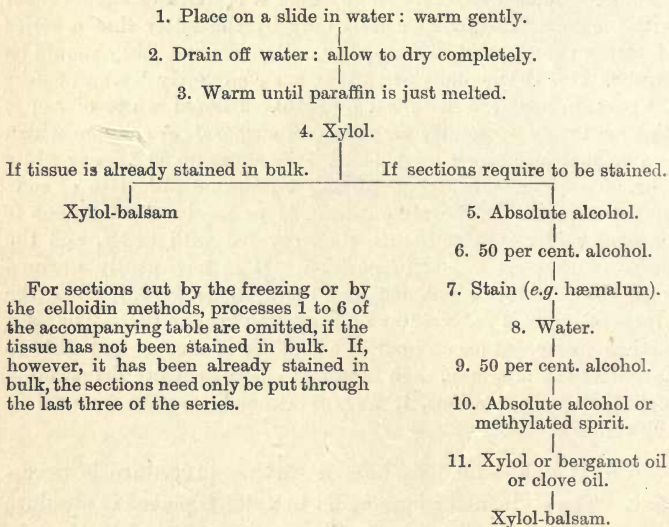 1. Place on a slide in water : warm gently.
2. Drain off water : allow to dry completely.
3. Warm until paraffin is just melted.
4. Xylol.
If tissue is already stained in bulk.
Xylol-balsam
If sections require to be stained.
5. Absolute alcohol.
6. 50 per cent. alcohol.
7. Stain (e.g. hæmalum).
8. Water.
9. 50 per cent. alcohol.
10. Absolute alcohol or
methylated spirit.
11. Xylol or bergamot oil
or clove oil.
Xylol-balsam.
For sections cut by the freezing or by
the celloidin methods, processes 1 to 6 of
the accompanying table are omitted, if the
tissue has not been stained in bulk. If,
however, it has been already stained in
bulk, the sections need only be put through
the last three of the series.